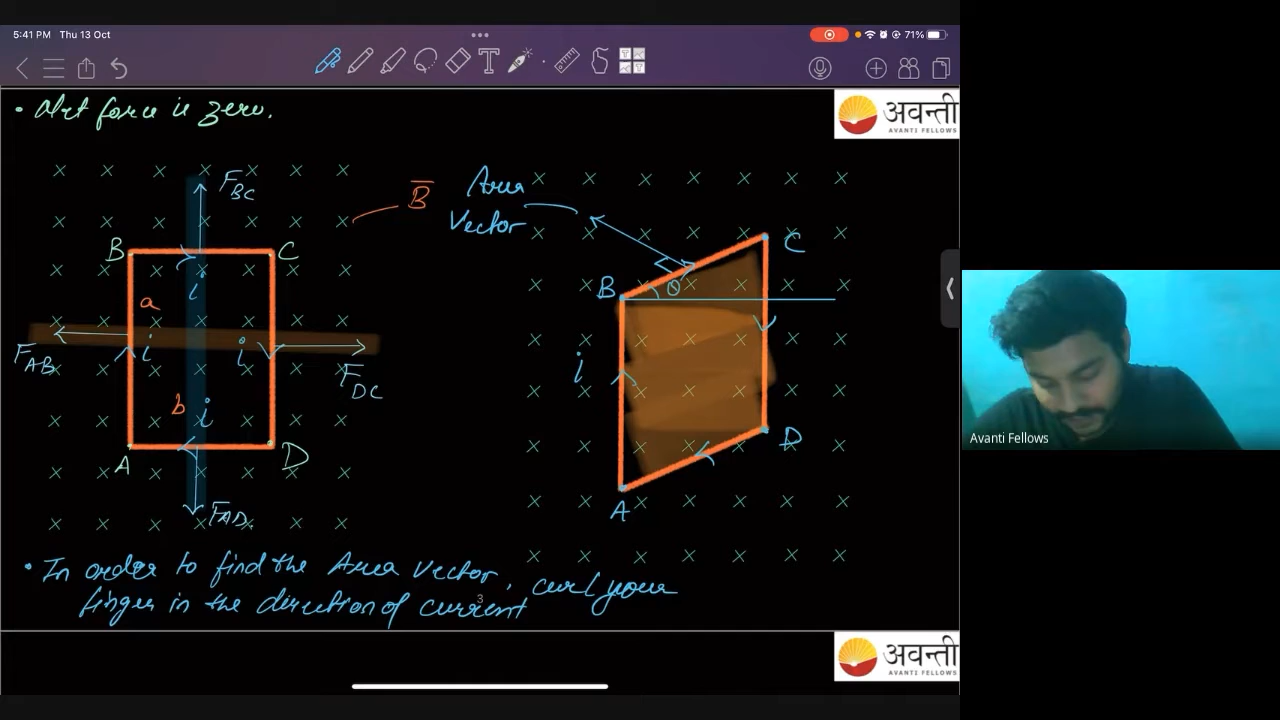 5:41 PM Thu 13 Oct
71%
• Net force is zero.
अवन्ती
AVANTI FELLOWS
F_BC
B̅
Area
Vector
B
C
i
a
F_AB
i
i
F_DC
b
i
A
D
F_AD
C
B
θ
i
D
A
Avanti Fellows
• In order to find the Area Vector, curl your
finger in the direction of current
3
अवन्ती
AVANTI FELLOWS